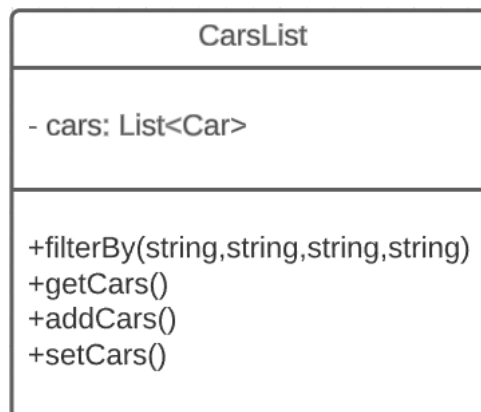 CarsList
- cars: List<Car>
+filterBy(string,string,string,string)
+getCars()
+addCars()
+setCars()